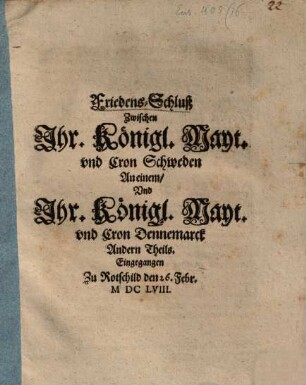 22
Friedens-Schluß
Zwischen
Ihr. Königl. Mayt.
vnd Cron Schweden
An einem/
Vnd
Ihr. Königl. Mayt.
vnd Cron Dennemarck
Andern Theils.
Eingegangen
Zu Rotschild den 26. Febr.
M DC LVIII.